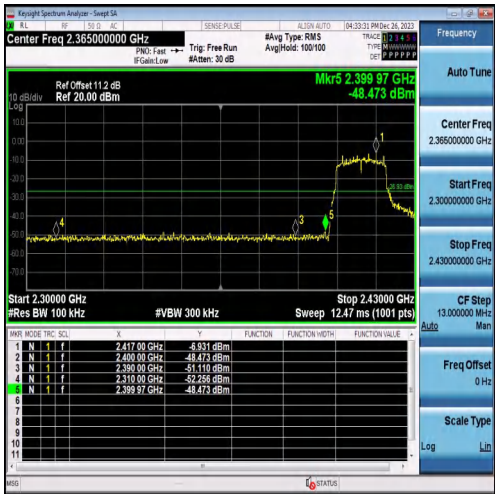 Keysight Spectrum Analyzer - Swept SA
RL RF 50 Ω AC SENSE:PULSE ALIGN AUTO 04:33:31 PM Dec 26, 2023
Center Freq 2.365000000 GHz #Avg Type: RMS TRACE 1 2 3 4 5 6
PNO: Fast Trig: Free Run Avg|Hold: 100/100 TYPE M W W W W W
IFGain:Low #Atten: 30 dB DET P P P P P P
Mkr5 2.399 97 GHz
-48.473 dBm
Ref Offset 11.2 dB
10 dB/div Ref 20.00 dBm
Log
10.0
0.00
-10.0
-20.0
-26.93 dBm
-30.0
-40.0
-50.0
-60.0
-70.0
1
3
4
5
Start 2.30000 GHz Stop 2.43000 GHz
#Res BW 100 kHz #VBW 300 kHz Sweep 12.47 ms (1001 pts)
MKR MODE TRC SCL X Y FUNCTION FUNCTION WIDTH FUNCTION VALUE
1 N 1 f 2.417 00 GHz -6.931 dBm
2 N 1 f 2.400 00 GHz -48.473 dBm
3 N 1 f 2.390 00 GHz -51.110 dBm
4 N 1 f 2.310 00 GHz -52.256 dBm
5 N 1 f 2.399 97 GHz -48.473 dBm
6
7
8
9
10
11
MSG STATUS
Frequency
Auto Tune
Center Freq
2.365000000 GHz
Start Freq
2.300000000 GHz
Stop Freq
2.430000000 GHz
CF Step
13.000000 MHz
Auto Man
Freq Offset
0 Hz
Scale Type
Log Lin